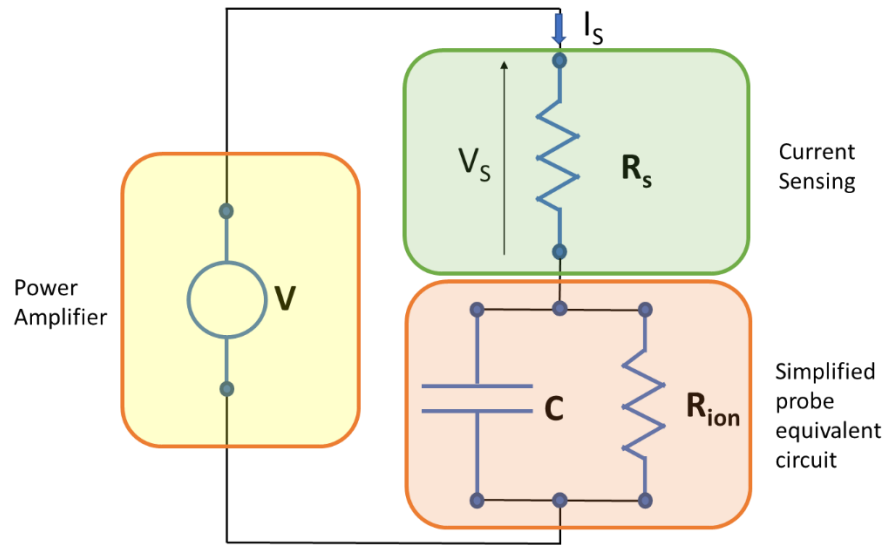 I_S
V_S
R_s
Current
Sensing
Power
Amplifier
V
C
R_ion
Simplified
probe
equivalent
circuit